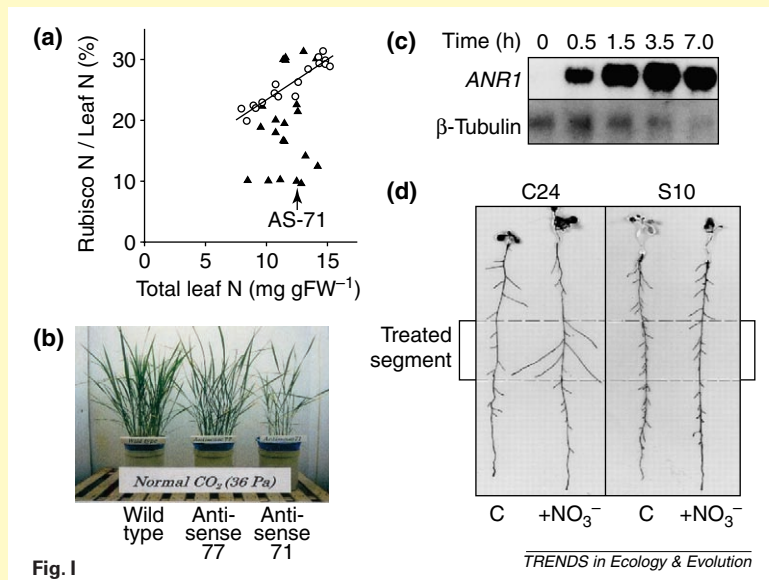 (a)
Rubisco N / Leaf N (%)
30
20
10
0
0 5 10 15
AS-71
Total leaf N (mg gFW⁻¹)
(b)
Normal CO₂ (36 Pa)
Wild type
Anti-sense 77
Anti-sense 71
(c)
Time (h) 0 0.5 1.5 3.5 7.0
ANR1
β-Tubulin
(d)
C24 S10
Treated
segment
C +NO₃⁻ C +NO₃⁻
Fig. I
TRENDS in Ecology & Evolution